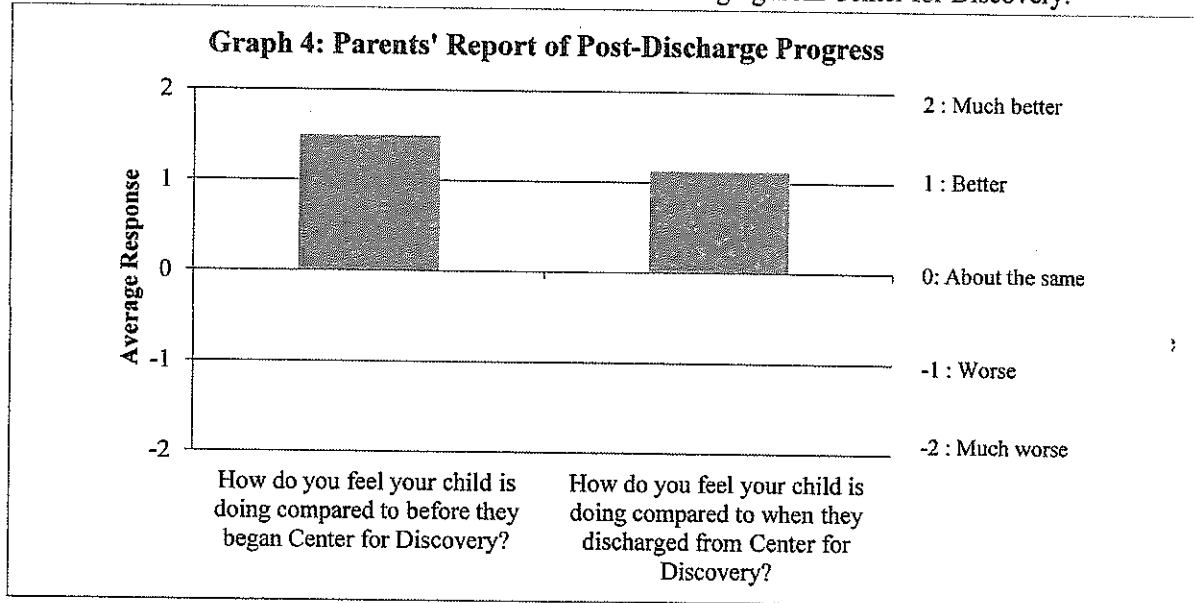 Center for Discovery.
Graph 4: Parents' Report of Post-Discharge Progress
2
1
0
-1
-2
Average Response
2 : Much better
1 : Better
0: About the same
-1 : Worse
-2 : Much worse
How do you feel your child is
doing compared to before they
began Center for Discovery?
How do you feel your child is
doing compared to when they
discharged from Center for
Discovery?